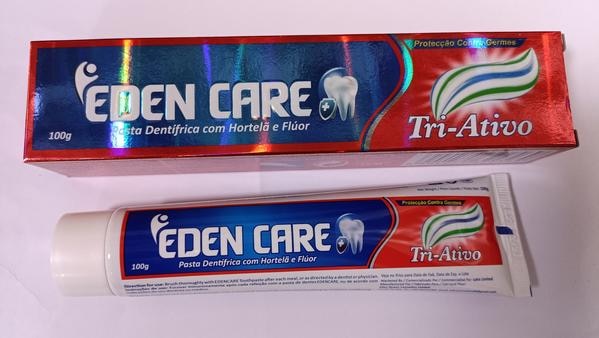 Protecção Contra Germes
EDEN CARE
100g
Pasta Dentífrica com Hortelã e Flúor
Tri-Ativo
Protecção Contra Germes
EDEN CARE
100g
Pasta Dentífrica com Hortelã e Flúor
Tri-Ativo
Direction for use: Brush thoroughly with EDENCARE Toothpaste after each meal, or as directed by a dentist or physician